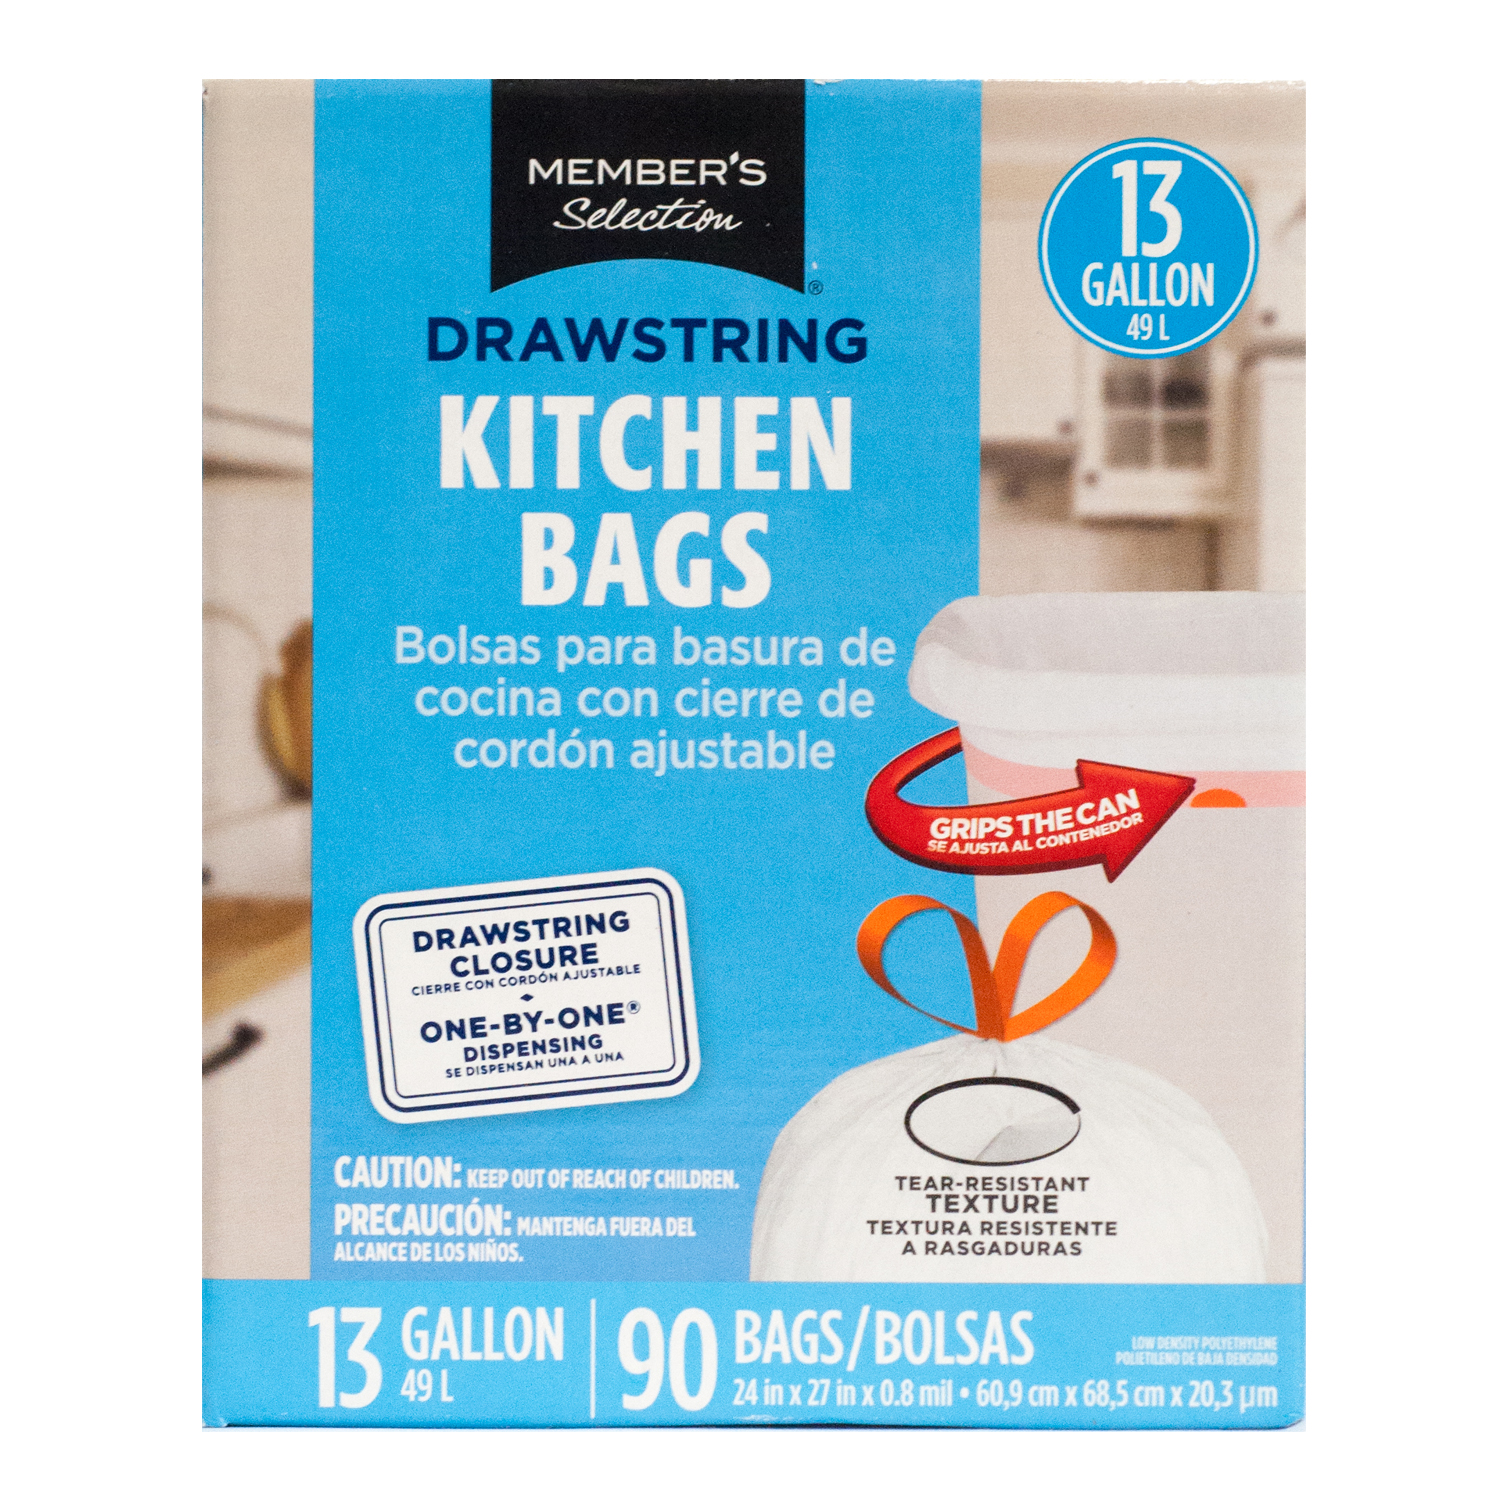 MEMBER'S
Selection
®
13
GALLON
49 L
DRAWSTRING
KITCHEN
BAGS
Bolsas para basura de
cocina con cierre de
cordón ajustable
GRIPS THE CAN
SE AJUSTA AL CONTENEDOR
DRAWSTRING
CLOSURE
CIERRE CON CORDÓN AJUSTABLE
ONE-BY-ONE®
DISPENSING
SE DISPENSAN UNA A UNA
TEAR-RESISTANT
TEXTURE
TEXTURA RESISTENTE
A RASGADURAS
CAUTION: KEEP OUT OF REACH OF CHILDREN.
PRECAUCIÓN: MANTENGA FUERA DEL
ALCANCE DE LOS NIÑOS.
13 GALLON
49 L
90 BAGS/BOLSAS
24 in x 27 in x 0.8 mil • 60,9 cm x 68,5 cm x 20,3 µm
LOW DENSITY POLYETHYLENE
POLIETILENO DE BAJA DENSIDAD